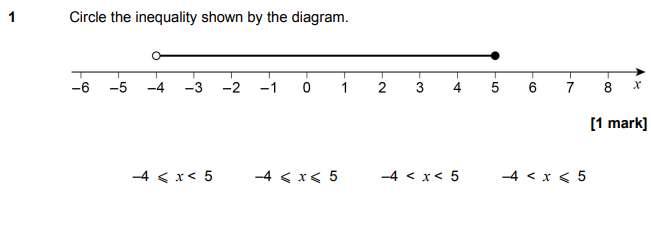 1 Circle the inequality shown by the diagram.
–6 –5 –4 –3 –2 –1 0 1 2 3 4 5 6 7 8 x
[1 mark]
–4 ⩽ x < 5 –4 ⩽ x ⩽ 5 –4 < x < 5 –4 < x ⩽ 5